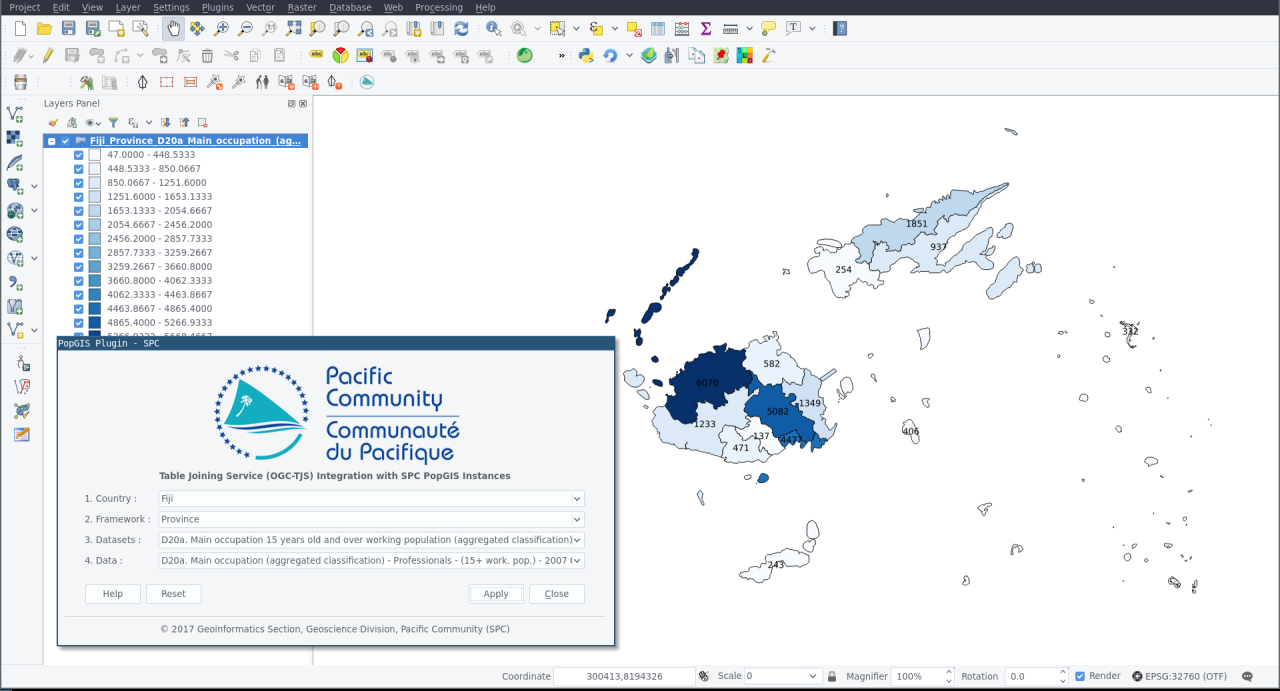 Project Edit View Layer Settings Plugins Vector Raster Database Web Processing Help
Layers Panel
Fiji_Province_D20a_Main_occupation_(ag...
47.0000 - 448.5333
448.5333 - 850.0667
850.0667 - 1251.6000
1251.6000 - 1653.1333
1653.1333 - 2054.6667
2054.6667 - 2456.2000
2456.2000 - 2857.7333
2857.7333 - 3259.2667
3259.2667 - 3660.8000
3660.8000 - 4062.3333
4062.3333 - 4463.8667
4463.8667 - 4865.4000
4865.4000 - 5266.9333
PopGIS Plugin - SPC
Pacific
Community
Communauté
du Pacifique
Table Joining Service (OGC-TJS) Integration with SPC PopGIS Instances
1. Country : Fiji
2. Framework : Province
3. Datasets : D20a. Main occupation 15 years old and over working population (aggregated classification)
4. Data : D20a. Main occupation (aggregated classification) - Professionals - (15+ work. pop.) - 2007
Help Reset Apply Close
© 2017 Geoinformatics Section, Geoscience Division, Pacific Community (SPC)
1851
937
254
332
582
6070
1349
5082
1233
406
137
4477
471
243
Coordinate 300413,8194326 Scale 0 Magnifier 100% Rotation 0.0 Render EPSG:32760 (OTF)